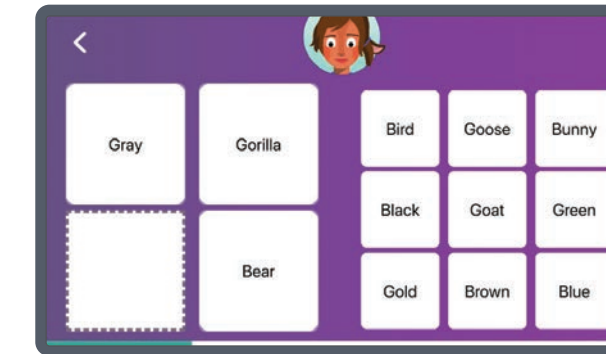 Gray Gorilla
Bear
Bird Goose Bunny
Black Goat Green
Gold Brown Blue